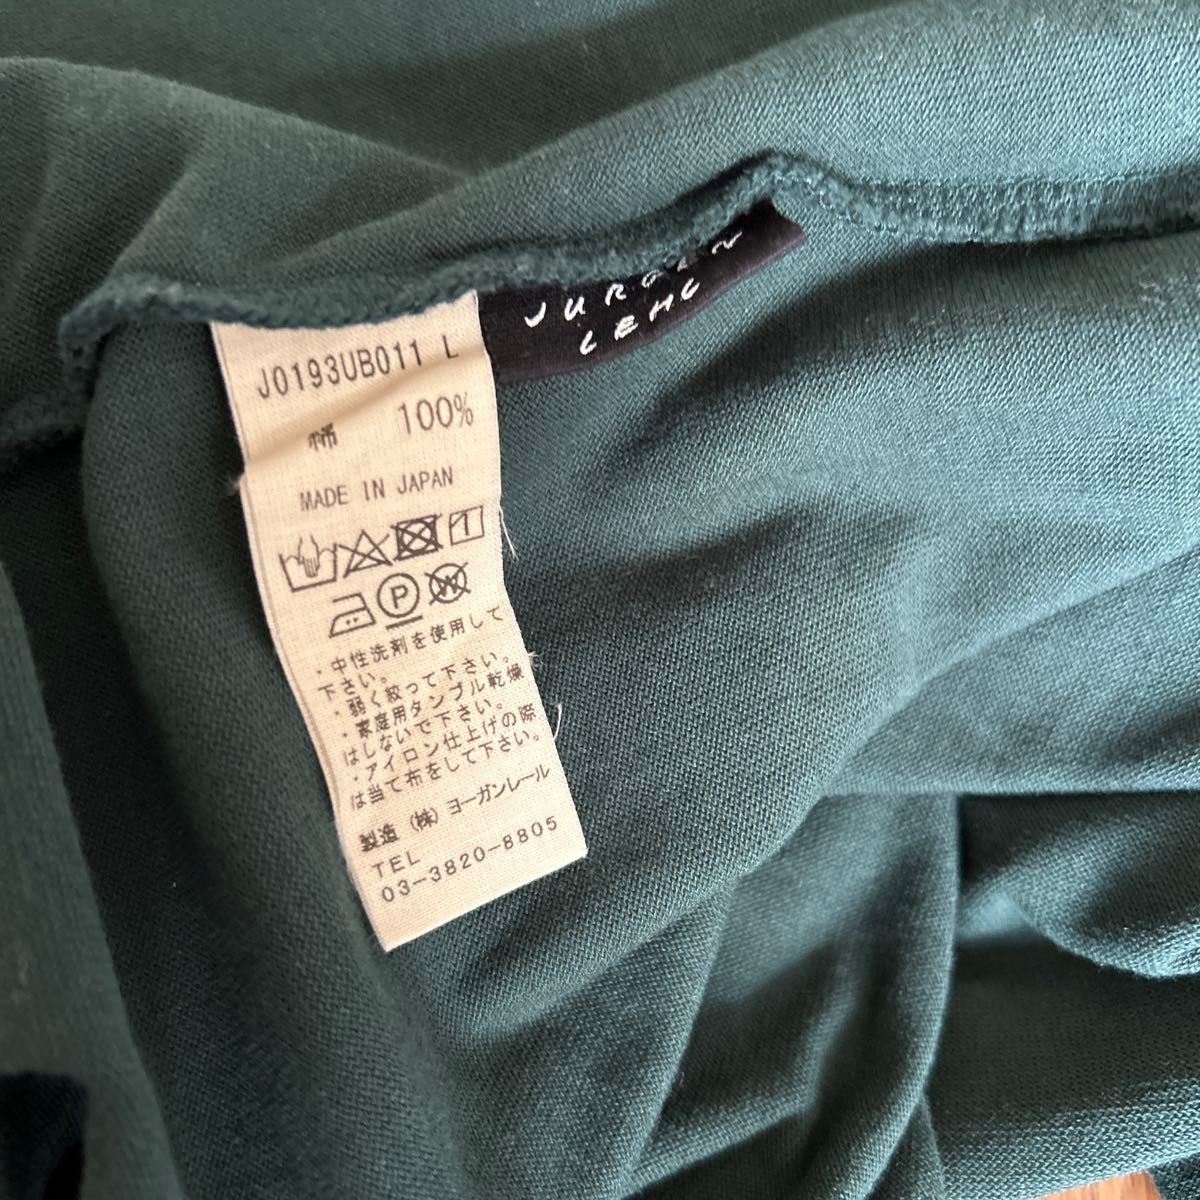 JURGEN
LEHL
J0193UB011 L
綿 100%
MADE IN JAPAN
P W
・中性洗剤を使用して
下さい。
・弱く絞って下さい。
・家庭用タンブル乾燥
はしないで下さい。
・アイロン仕上げの際
は当て布をして下さい。
製造 (株) ヨーガンレール
TEL
03-3820-8805